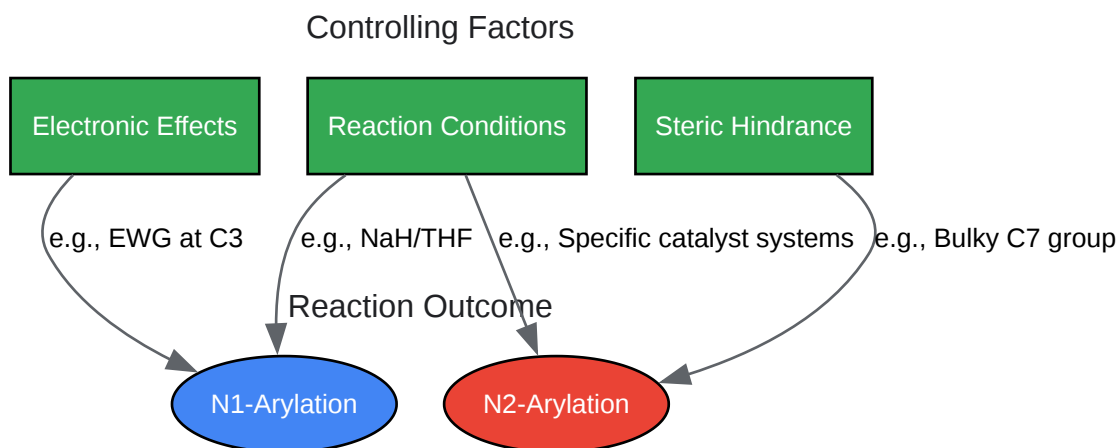 Controlling Factors
Electronic Effects
Reaction Conditions
Steric Hindrance
e.g., EWG at C3
e.g., NaH/THF
e.g., Specific catalyst systems
e.g., Bulky C7 group
Reaction Outcome
N1-Arylation
N2-Arylation